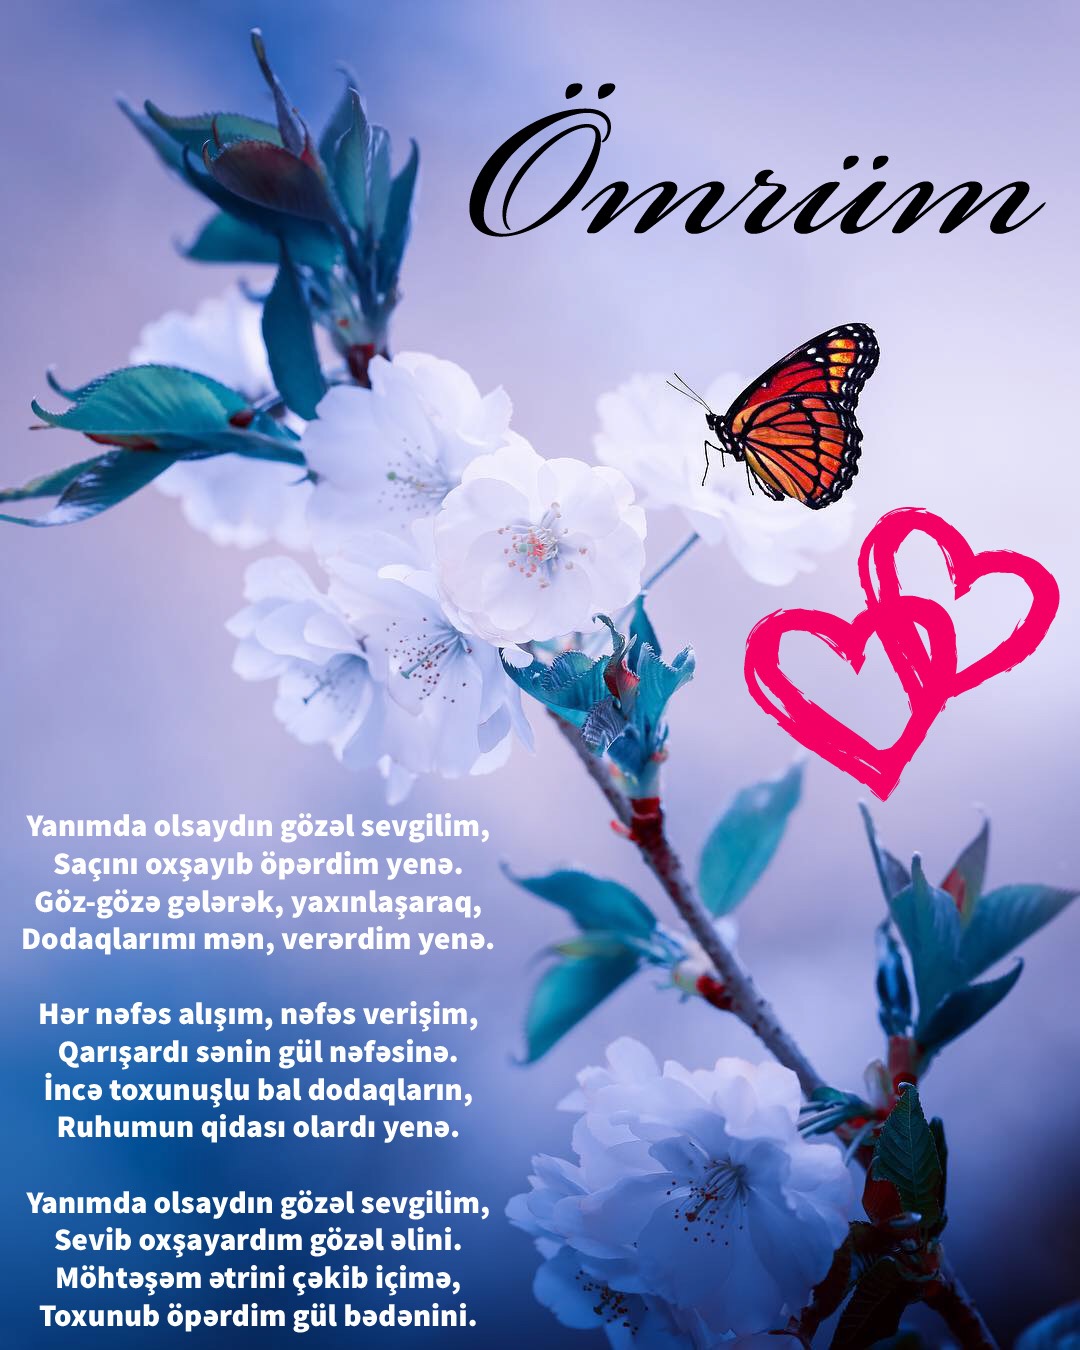 Ömrüm
Yanımda olsaydın gözəl sevgilim,
Saçını oxşayıb öpərdim yenə.
Göz-gözə gələrək, yaxınlaşaraq,
Dodaqlarımı mən, verərdim yenə.
Hər nəfəs alışım, nəfəs verişim,
Qarışardı sənin gül nəfəsinə.
İncə toxunuşlu bal dodaqların,
Ruhumun qidası olardı yenə.
Yanımda olsaydın gözəl sevgilim,
Sevib oxşayardım gözəl əlini.
Möhtəşəm ətrini çəkib içimə,
Toxunub öpərdim gül bədənini.